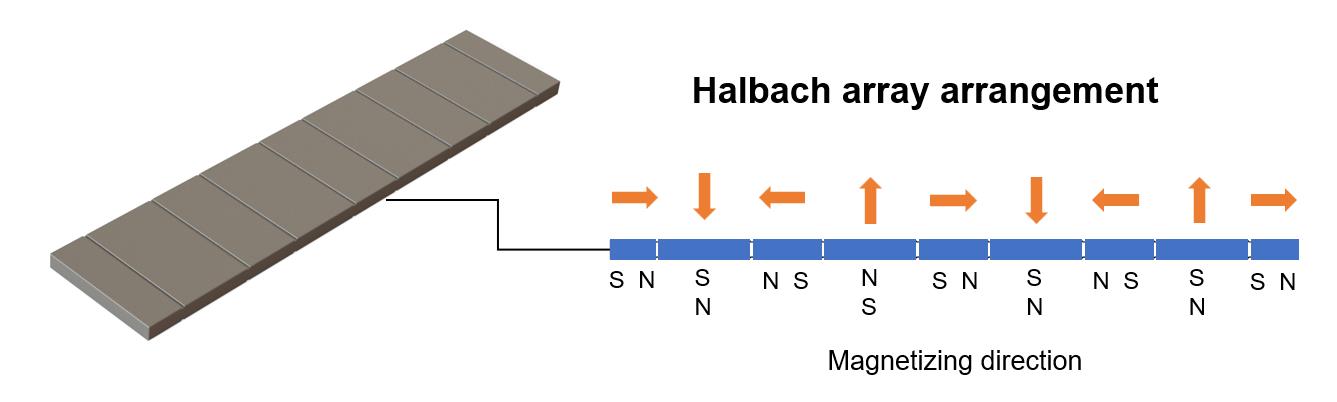 Halbach array arrangement
S N S N S N S N S N S S N
N S N N
Magnetizing direction